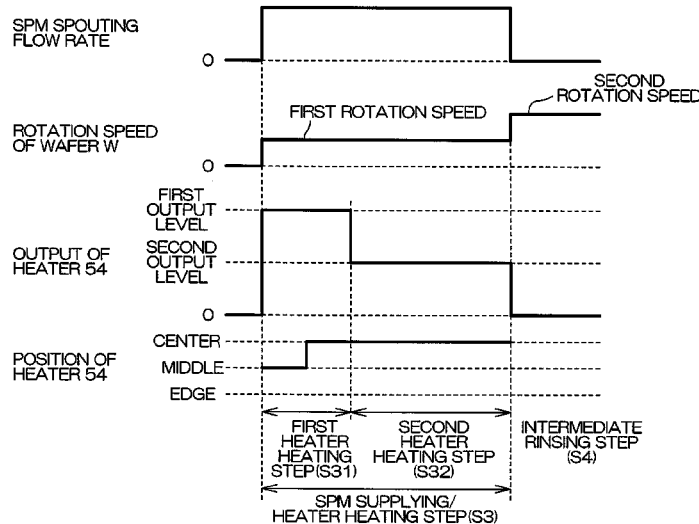 SPM SPOUTING
FLOW RATE
0
ROTATION SPEED
OF WAFER W
FIRST ROTATION SPEED
SECOND
ROTATION SPEED
0
OUTPUT OF
HEATER 54
FIRST
OUTPUT
LEVEL
SECOND
OUTPUT
LEVEL
0
POSITION OF
HEATER 54
CENTER
MIDDLE
EDGE
FIRST
HEATER
HEATING
STEP(S31)
SECOND
HEATER
HEATING STEP
(S32)
INTERMEDIATE
RINSING STEP
(S4)
SPM SUPPLYING/
HEATER HEATING STEP(S3)